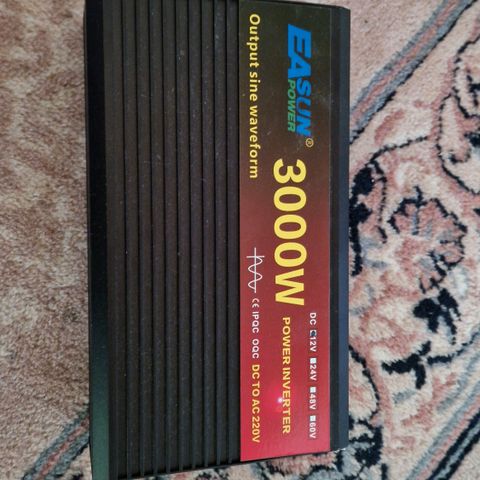 EASUN®
POWER
Output sine waveform
3000W
POWER INVERTER
DC 12V 24V 48V 60V
CE IPQC OQC DC TO AC 220V